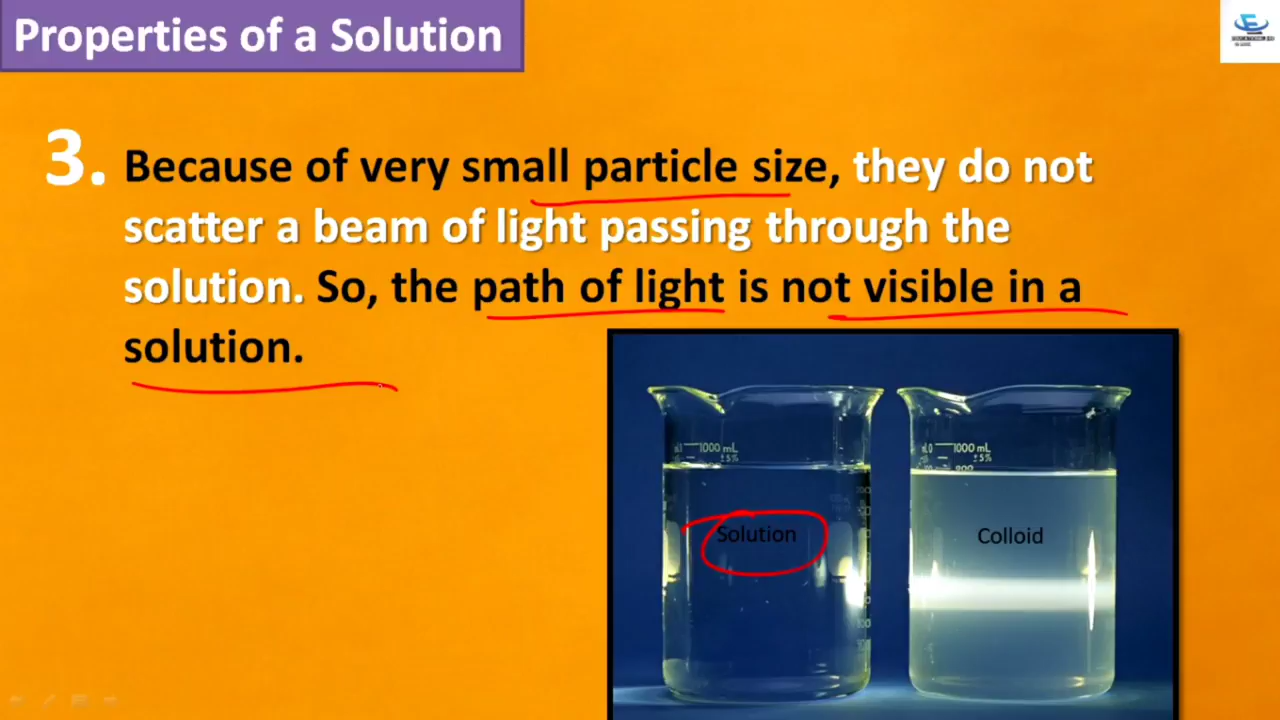 Properties of a Solution
3. Because of very small particle size, they do not
scatter a beam of light passing through the
solution. So, the path of light is not visible in a
solution.
1000 mL
±5%
Solution
1000 mL
±5%
800
Colloid